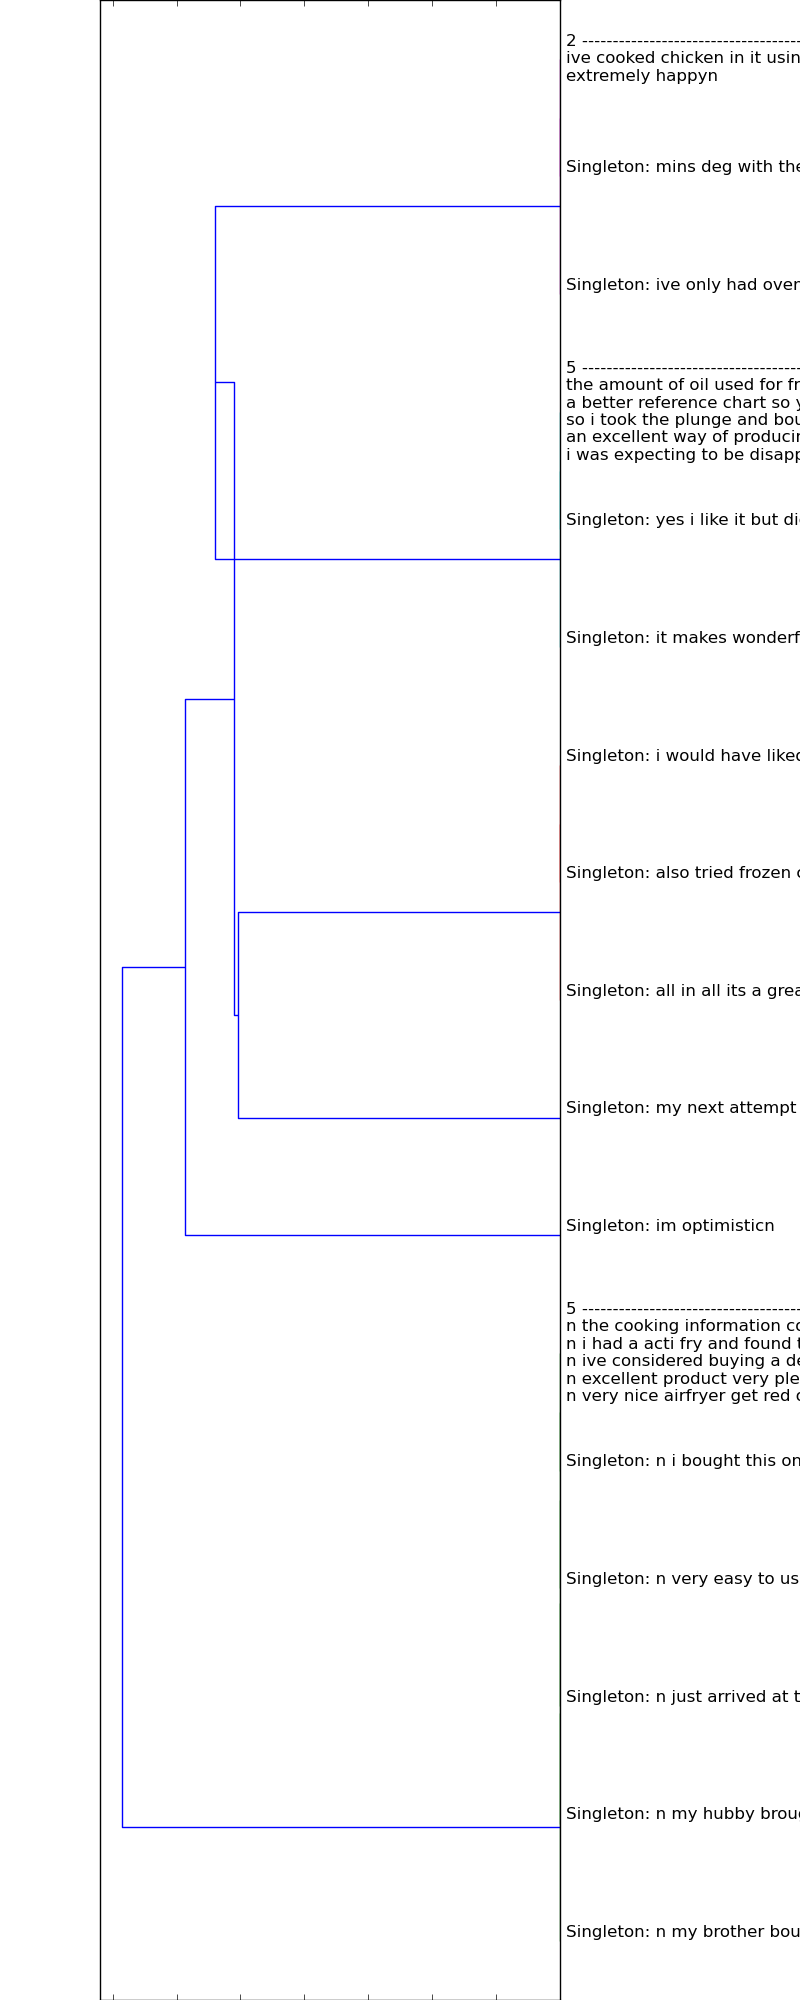 2 -----------------------------------
ive cooked chicken in it usin
extremely happyn
Singleton: mins deg with the
Singleton: ive only had over
5 -----------------------------------
the amount of oil used for fr
a better reference chart so y
so i took the plunge and bou
an excellent way of producin
i was expecting to be disapp
Singleton: yes i like it but di
Singleton: it makes wonderf
Singleton: i would have liked
Singleton: also tried frozen c
Singleton: all in all its a grea
Singleton: my next attempt
Singleton: im optimisticn
5 -----------------------------------
n the cooking information co
n i had a acti fry and found t
n ive considered buying a de
n excellent product very ple
n very nice airfryer get red o
Singleton: n i bought this on
Singleton: n very easy to us
Singleton: n just arrived at t
Singleton: n my hubby broug
Singleton: n my brother bou